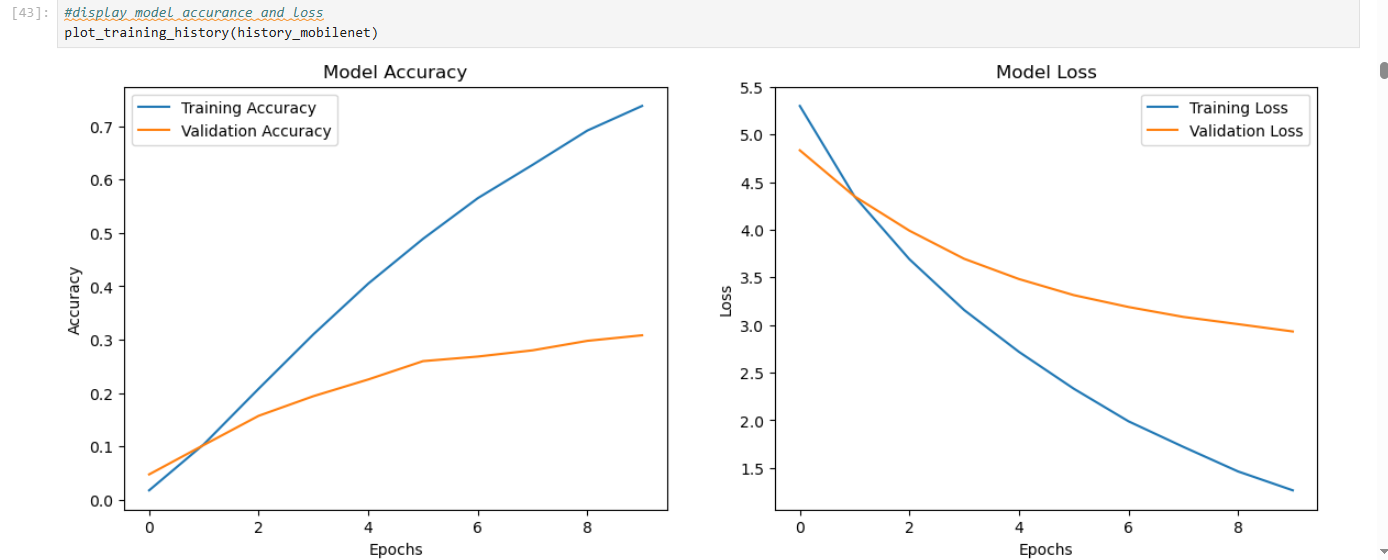 [43]: #display model accurance and loss
plot_training_history(history_mobilenet)
Model Accuracy
Training Accuracy
Validation Accuracy
0.7
0.6
0.5
0.4
0.3
0.2
0.1
0.0
Accuracy
0 2 4 6 8
Epochs
Model Loss
Training Loss
Validation Loss
5.5
5.0
4.5
4.0
3.5
3.0
2.5
2.0
1.5
Loss
0 2 4 6 8
Epochs